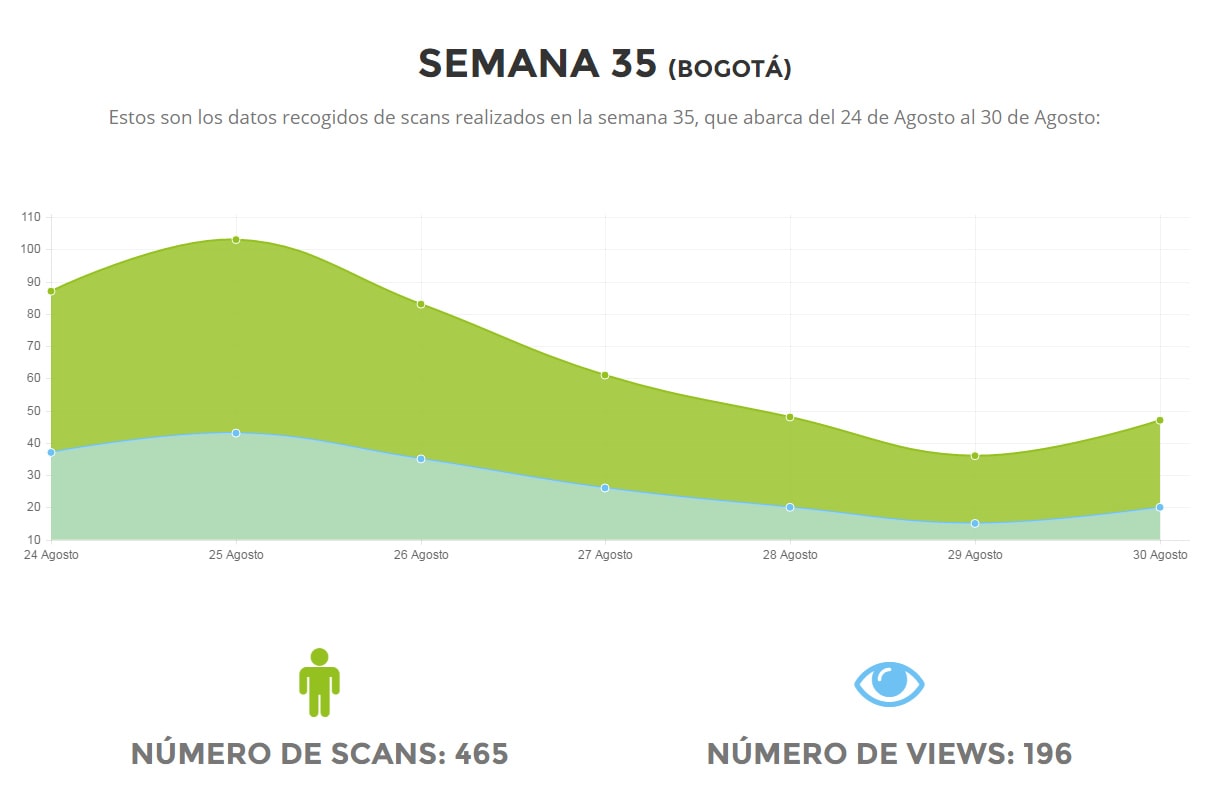 SEMANA 35 (BOGOTÁ)
Estos son los datos recogidos de scans realizados en la semana 35, que abarca del 24 de Agosto al 30 de Agosto:
110
100
90
80
70
60
50
40
30
20
10
24 Agosto 25 Agosto 26 Agosto 27 Agosto 28 Agosto 29 Agosto 30 Agosto
NÚMERO DE SCANS: 465 NÚMERO DE VIEWS: 196